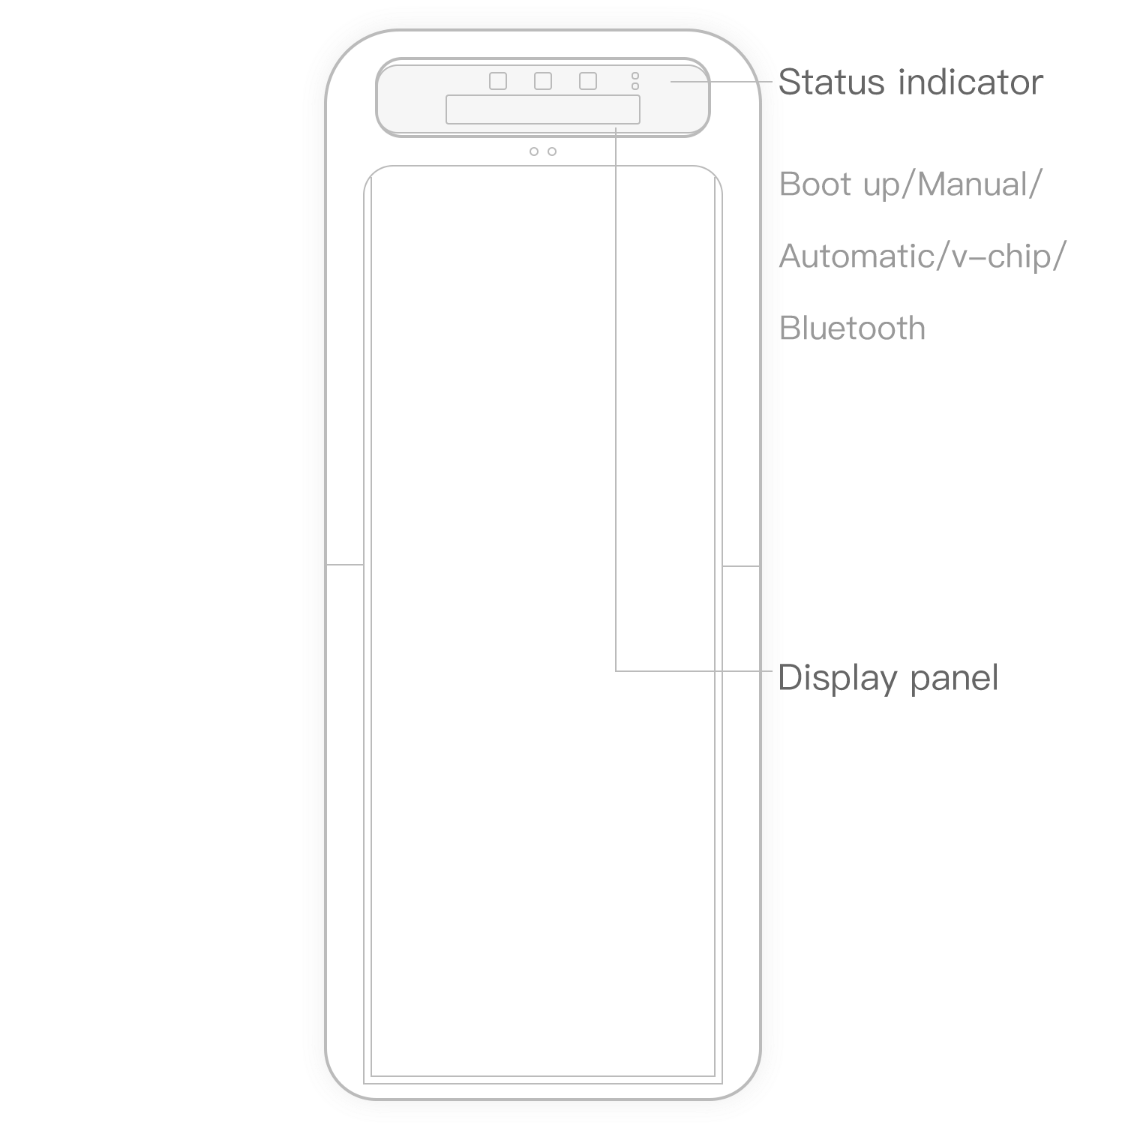 Status indicator
Boot up/Manual/
Automatic/v-chip/
Bluetooth
Display panel